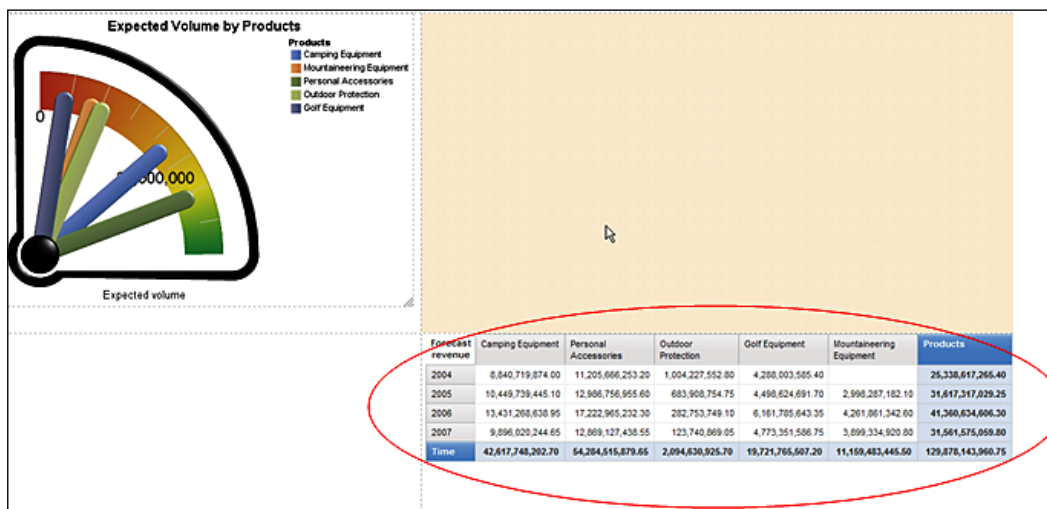 Expected Volume by Products
Products
Camping Equipment
Mountaineering Equipment
Personal Accessories
Outdoor Protection
Golf Equipment
0
000,000
Expected volume
Forecast revenue Camping Equipment Personal Accessories Outdoor Protection Golf Equipment Mountaineering Equipment Products
2004 8,840,719,874.00 11,205,666,253.20 1,004,227,552.80 4,288,003,585.40 25,338,617,265.40
2005 10,449,739,445.10 12,986,756,955.60 683,908,754.75 4,498,624,691.70 2,998,287,182.10 31,617,317,029.25
2006 13,431,268,638.95 17,222,965,232.30 282,753,749.10 6,161,785,643.35 4,261,861,342.60 41,360,634,606.30
2007 9,896,020,244.65 12,869,127,438.55 123,740,869.05 4,773,351,586.75 3,899,334,920.80 31,561,575,059.80
Time 42,617,748,202.70 54,284,515,879.65 2,094,630,925.70 19,721,765,507.20 11,159,483,445.50 129,878,143,960.75